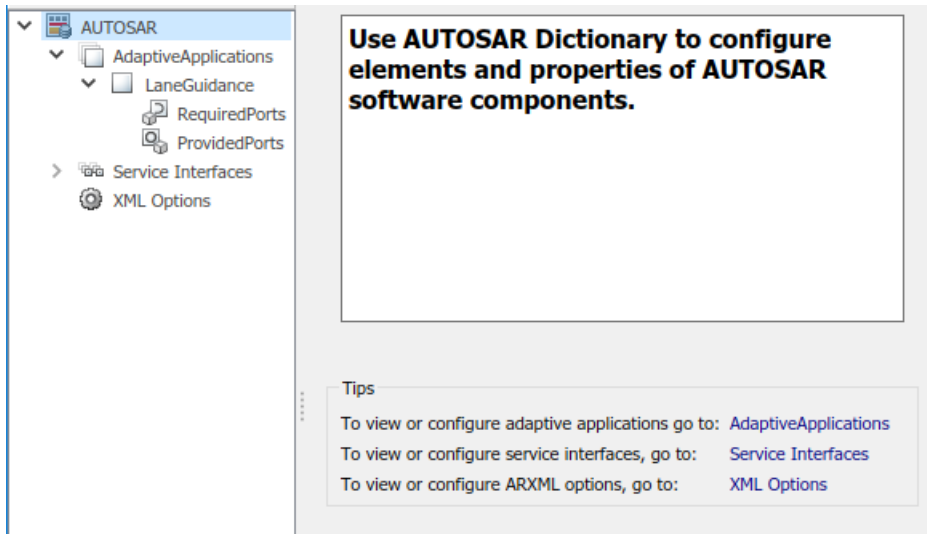 AUTOSAR
AdaptiveApplications
LaneGuidance
RequiredPorts
ProvidedPorts
Service Interfaces
XML Options
Use AUTOSAR Dictionary to configure
elements and properties of AUTOSAR
software components.
Tips
To view or configure adaptive applications go to: AdaptiveApplications
To view or configure service interfaces, go to: Service Interfaces
To view or configure ARXML options, go to: XML Options